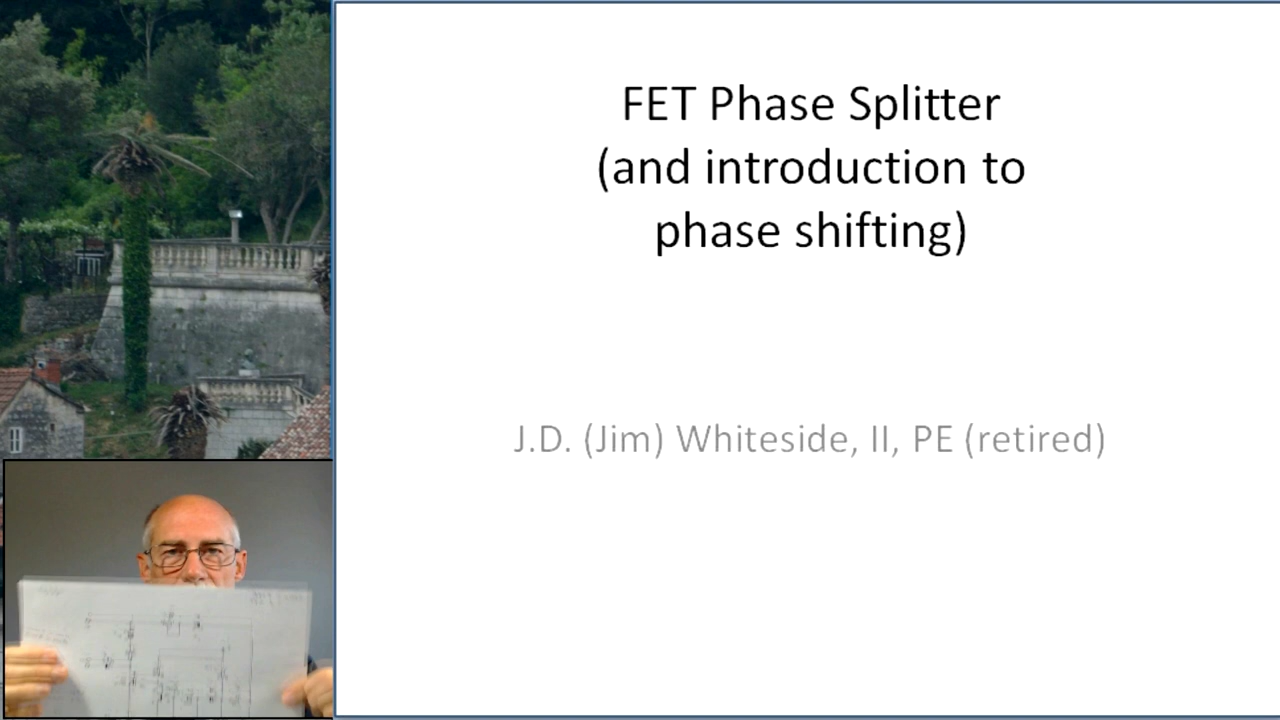 FET Phase Splitter
(and introduction to
phase shifting)
J.D. (Jim) Whiteside, II, PE (retired)